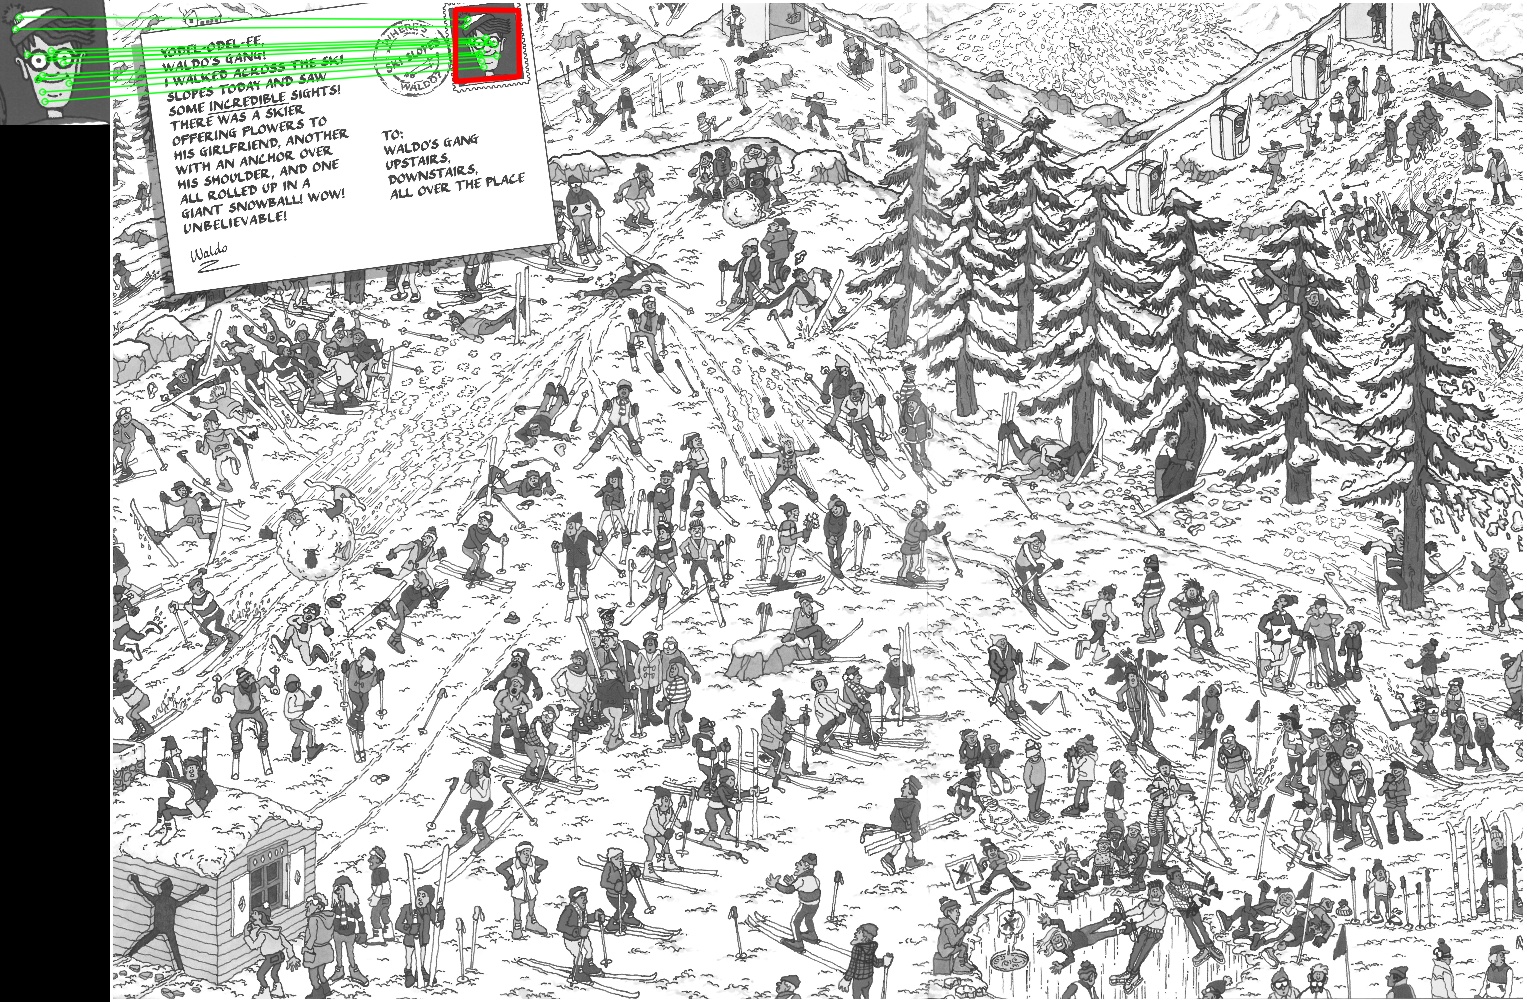 YODEL-ODEL-EE,
WALDO'S GANG!
I WALKED ACROSS THE SKI
SLOPES TODAY AND SAW
SOME INCREDIBLE SIGHTS!
THERE WAS A SKIER
OFFERING FLOWERS TO
HIS GIRLFRIEND, ANOTHER
WITH AN ANCHOR OVER
HIS SHOULDER, AND ONE
ALL ROLLED UP IN A
GIANT SNOWBALL! WOW!
UNBELIEVABLE!
Waldo
WHERE'S
SKI SLOPES
WALDO?
TO:
WALDO'S GANG
UPSTAIRS,
DOWNSTAIRS,
ALL OVER THE PLACE